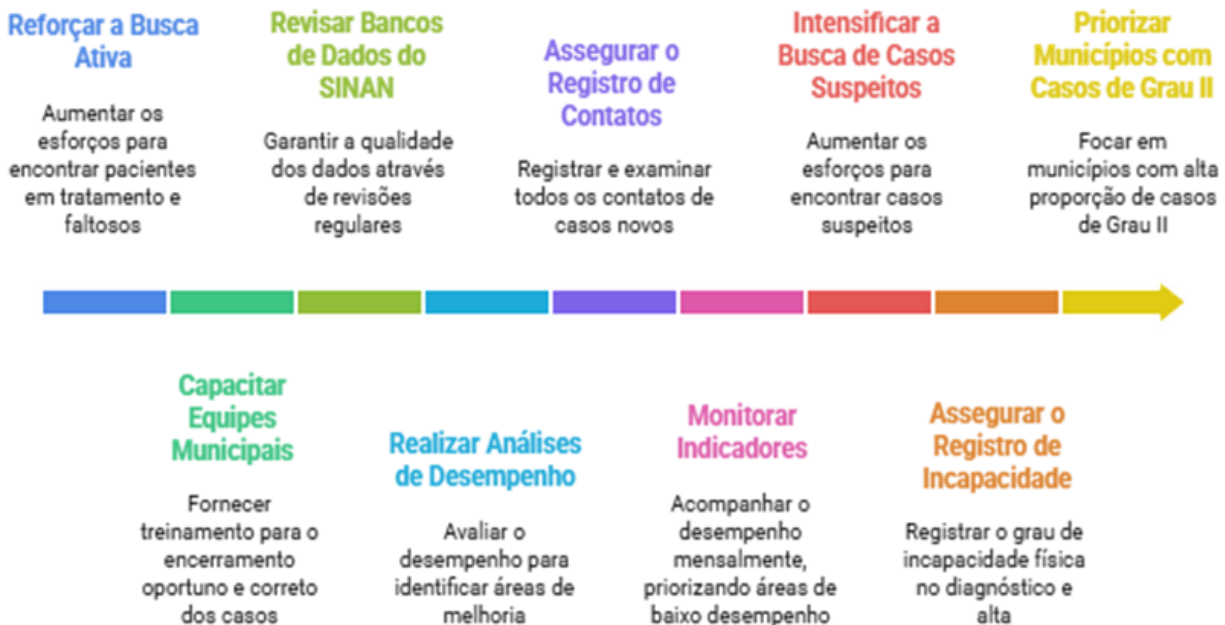 Reforçar a Busca
Ativa
Aumentar os
esforços para
encontrar pacientes
em tratamento e
faltosos
Revisar Bancos
de Dados do
SINAN
Garantir a qualidade
dos dados através
de revisões
regulares
Assegurar o
Registro de
Contatos
Registrar e examinar
todos os contatos de
casos novos
Intensificar a
Busca de Casos
Suspeitos
Aumentar os
esforços para
encontrar casos
suspeitos
Priorizar
Municípios com
Casos de Grau II
Focar em
municípios com alta
proporção de casos
de Grau II
Capacitar
Equipes
Municipais
Fornecer
treinamento para o
encerramento
oportuno e correto
dos casos
Realizar Análises
de Desempenho
Avaliar o
desempenho para
identificar áreas de
melhoria
Monitorar
Indicadores
Acompanhar o
desempenho
mensalmente,
priorizando áreas de
baixo desempenho
Assegurar o
Registro de
Incapacidade
Registrar o grau de
incapacidade física
no diagnóstico e
alta